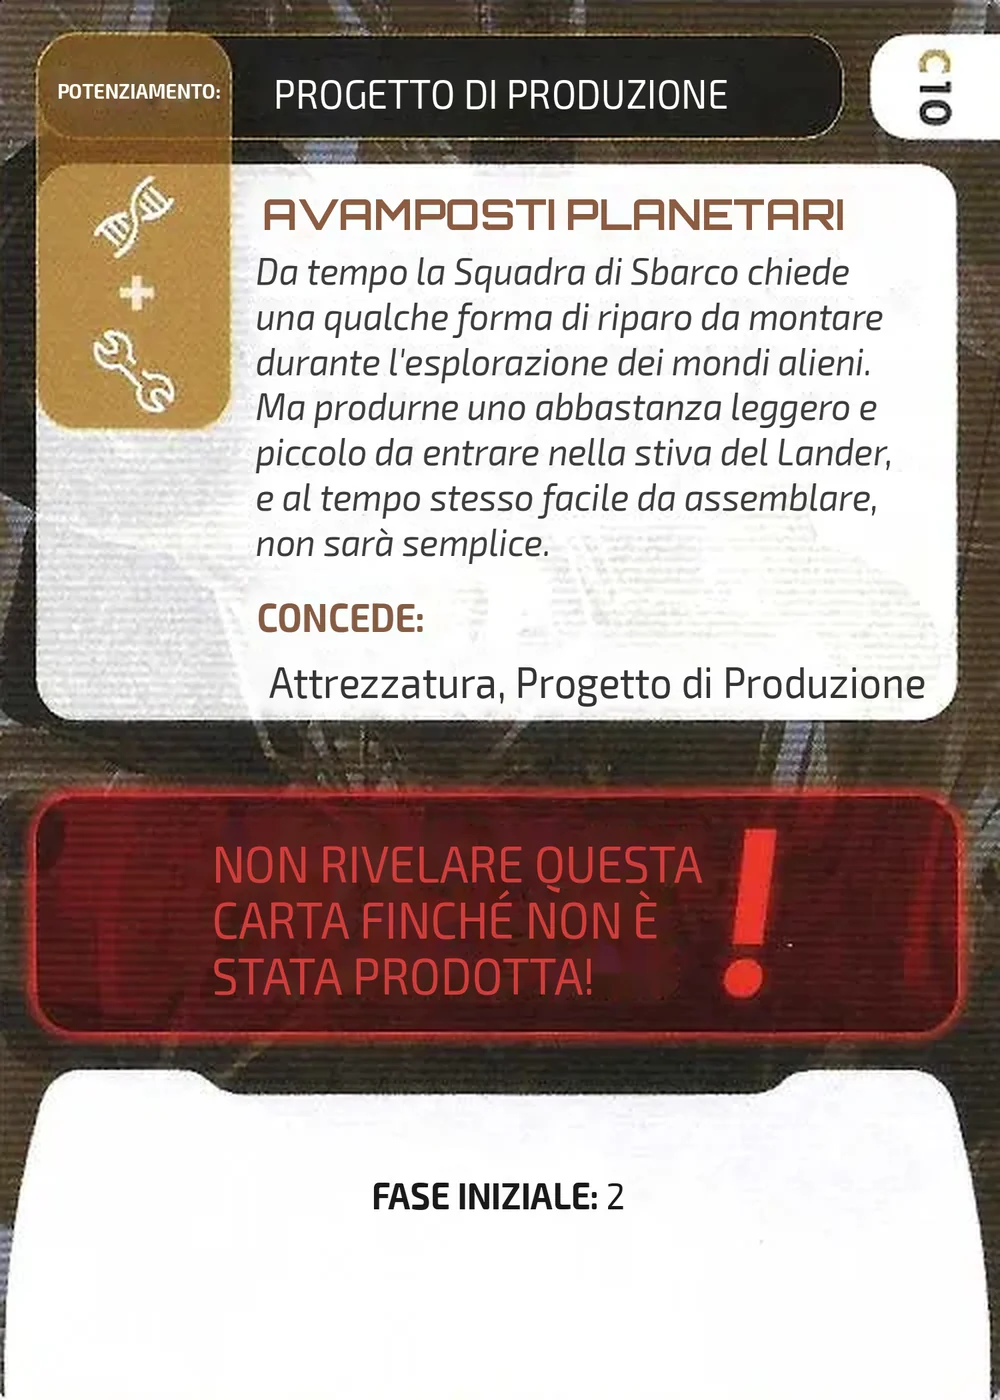 POTENZIAMENTO:
PROGETTO DI PRODUZIONE
C10
+
AVAMPOSTI PLANETARI
Da tempo la Squadra di Sbarco chiede
una qualche forma di riparo da montare
durante l'esplorazione dei mondi alieni.
Ma produrne uno abbastanza leggero e
piccolo da entrare nella stiva del Lander,
e al tempo stesso facile da assemblare,
non sarà semplice.
CONCEDE:
Attrezzatura, Progetto di Produzione
NON RIVELARE QUESTA
CARTA FINCHÉ NON È
STATA PRODOTTA!
!
FASE INIZIALE: 2